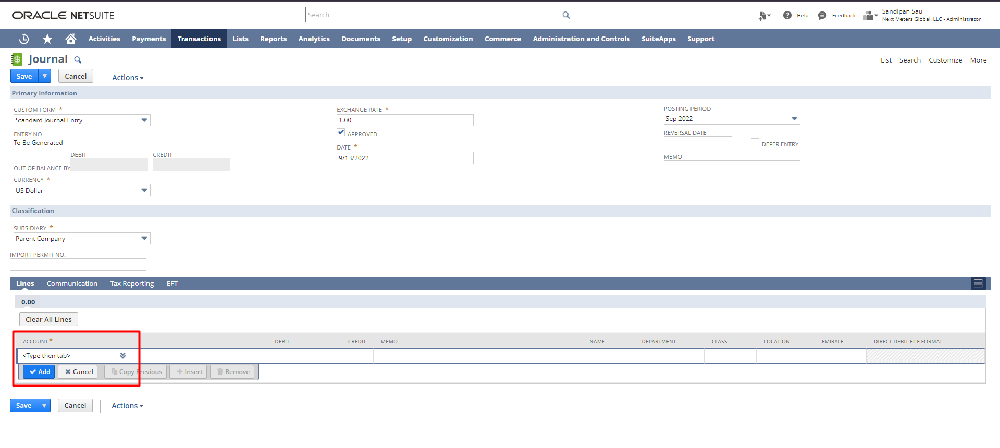 ORACLE NETSUITE
Search
Help
Feedback
Sandipan Sau
Next Meters Global, LLC - Administrator
Activities Payments Transactions Lists Reports Analytics Documents Setup Customization Commerce Administration and Controls SuiteApps Support
Journal
List Search Customize More
Save Cancel Actions
Primary Information
CUSTOM FORM *
Standard Journal Entry
ENTRY NO.
To Be Generated
DEBIT CREDIT
OUT OF BALANCE BY
CURRENCY *
US Dollar
EXCHANGE RATE *
1.00
APPROVED
DATE *
9/13/2022
POSTING PERIOD
Sep 2022
REVERSAL DATE
DEFER ENTRY
MEMO
Classification
SUBSIDIARY *
Parent Company
IMPORT PERMIT NO.
Lines Communication Tax Reporting EFT
0.00
Clear All Lines
ACCOUNT * DEBIT CREDIT MEMO NAME DEPARTMENT CLASS LOCATION EMIRATE DIRECT DEBIT FILE FORMAT
<Type then tab>
Add Cancel Copy Previous Insert Remove
Save Cancel Actions